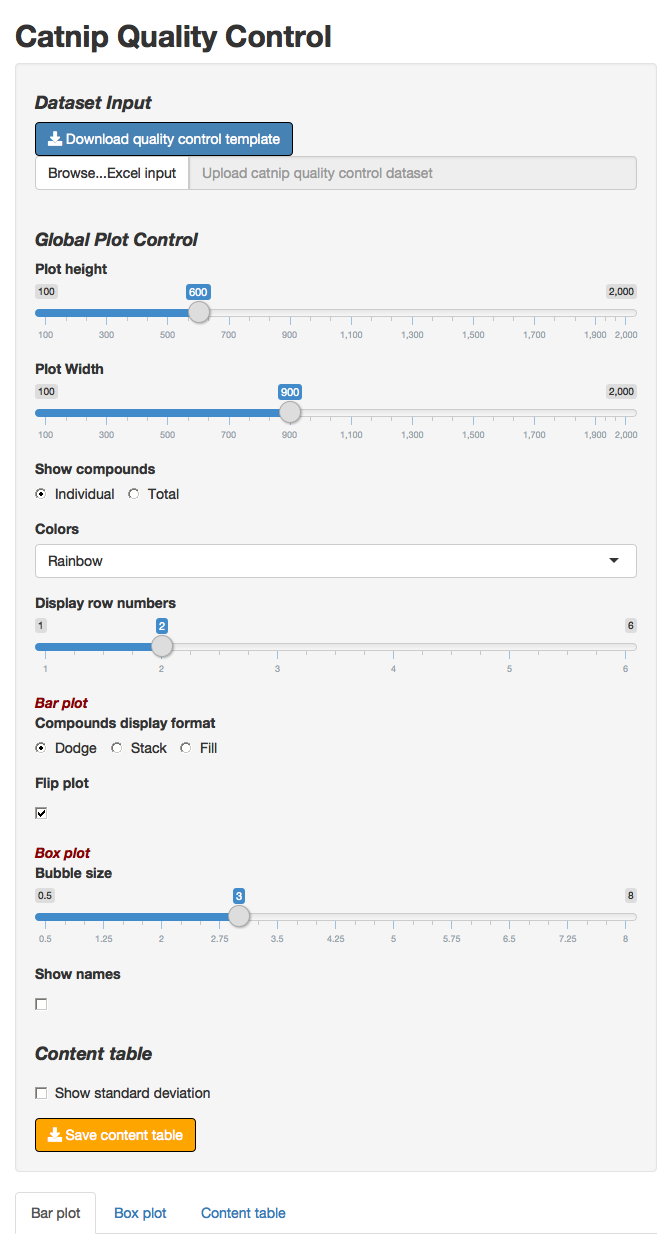 Catnip Quality Control
Dataset Input
Download quality control template
Browse...Excel input Upload catnip quality control dataset
Global Plot Control
Plot height
100 600 2,000
100 300 500 700 900 1,100 1,300 1,500 1,700 1,900 2,000
Plot Width
100 900 2,000
100 300 500 700 900 1,100 1,300 1,500 1,700 1,900 2,000
Show compounds
Individual Total
Colors
Rainbow
Display row numbers
1 2 6
1 2 3 4 5 6
Bar plot
Compounds display format
Dodge Stack Fill
Flip plot
Box plot
Bubble size
0.5 3 8
0.5 1.25 2 2.75 3.5 4.25 5 5.75 6.5 7.25 8
Show names
Content table
Show standard deviation
Save content table
Bar plot Box plot Content table